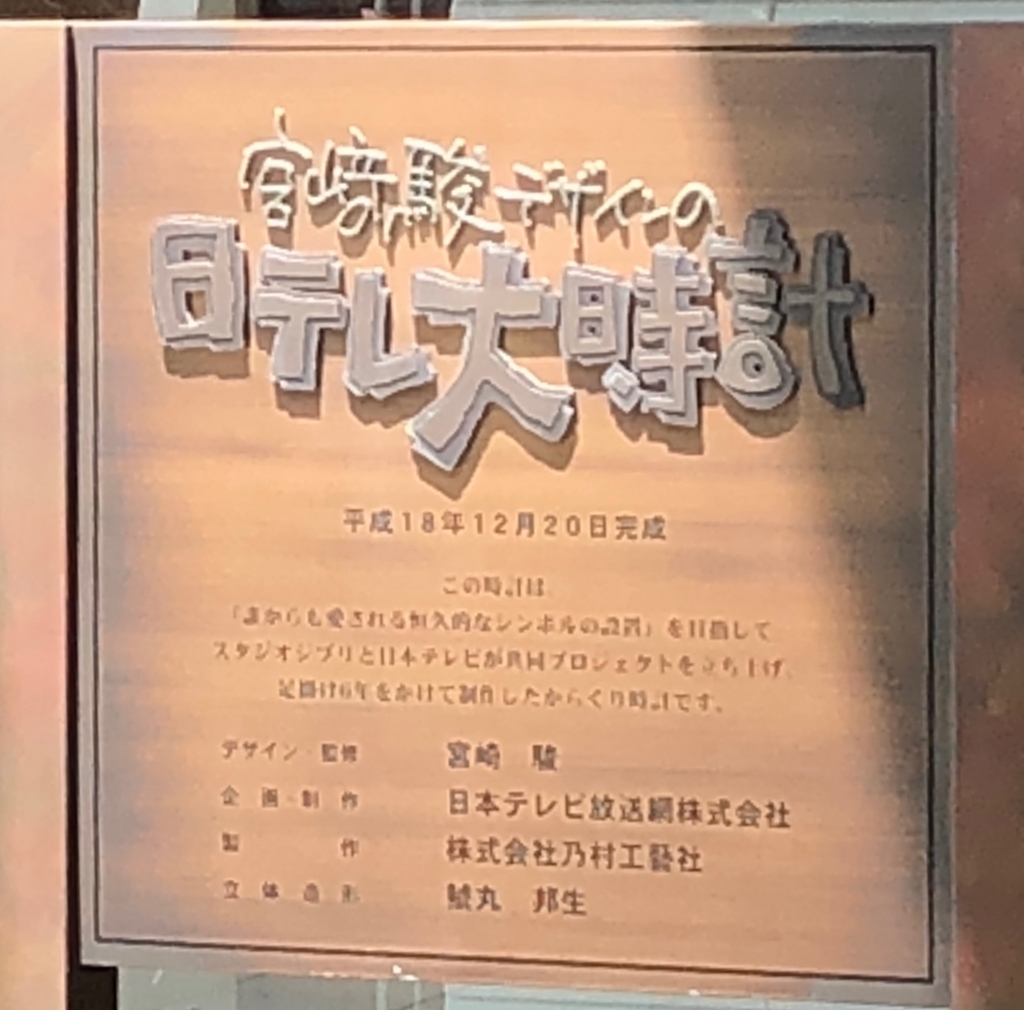 宮﨑駿デザインの
日テレ大時計
平成18年12月20日完成
この時計は
「誰からも愛される恒久的なシンボルの設置」を目指して
スタジオジブリと日本テレビが共同プロジェクトを立ち上げ、
足掛け6年をかけて制作したからくり時計です。
デザイン・監修 宮崎 駿
企画・制作 日本テレビ放送網株式会社
製作 株式会社乃村工藝社
立体造形 丸 邦生